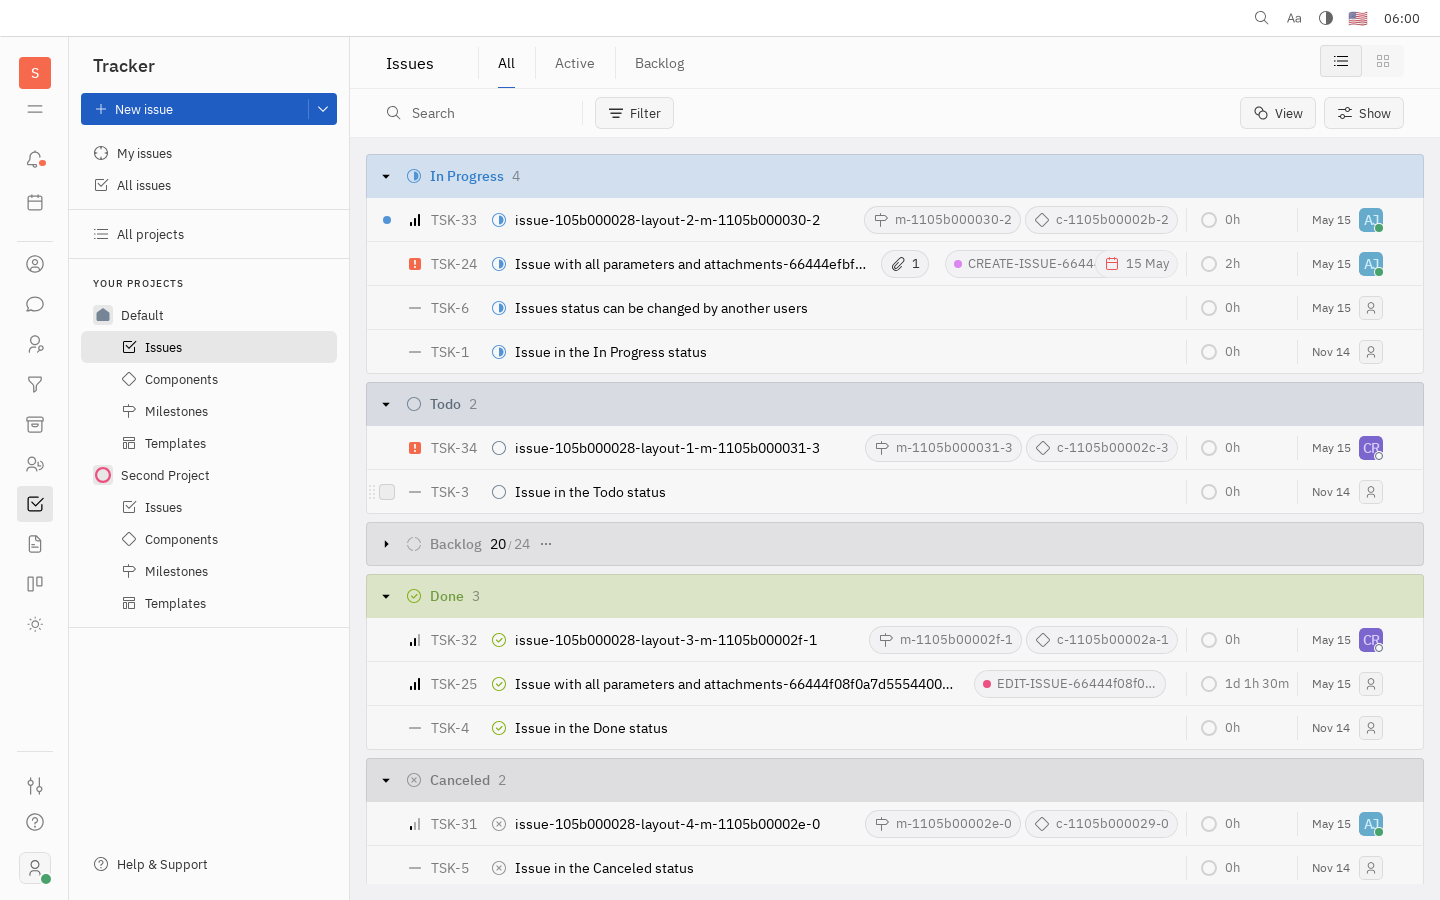 Aa 06:00
S
Tracker
New issue
My issues
All issues
All projects
YOUR PROJECTS
Default
Issues
Components
Milestones
Templates
Second Project
Issues
Components
Milestones
Templates
Help & Support
Issues All Active Backlog
Search Filter View Show
In Progress 4
TSK-33 issue-105b000028-layout-2-m-1105b000030-2 m-1105b000030-2 c-1105b00002b-2 0h May 15 AJ
TSK-24 Issue with all parameters and attachments-66444efbf... 1 CREATE-ISSUE-6644 15 May 2h May 15 AJ
TSK-6 Issues status can be changed by another users 0h May 15
TSK-1 Issue in the In Progress status 0h Nov 14
Todo 2
TSK-34 issue-105b000028-layout-1-m-1105b000031-3 m-1105b000031-3 c-1105b00002c-3 0h May 15 CR
TSK-3 Issue in the Todo status 0h Nov 14
Backlog 20/24 ...
Done 3
TSK-32 issue-105b000028-layout-3-m-1105b00002f-1 m-1105b00002f-1 c-1105b00002a-1 0h May 15 CR
TSK-25 Issue with all parameters and attachments-66444f08f0a7d5554400... EDIT-ISSUE-66444f08f0... 1d 1h 30m May 15
TSK-4 Issue in the Done status 0h Nov 14
Canceled 2
TSK-31 issue-105b000028-layout-4-m-1105b00002e-0 m-1105b00002e-0 c-1105b000029-0 0h May 15 AJ
TSK-5 Issue in the Canceled status 0h Nov 14